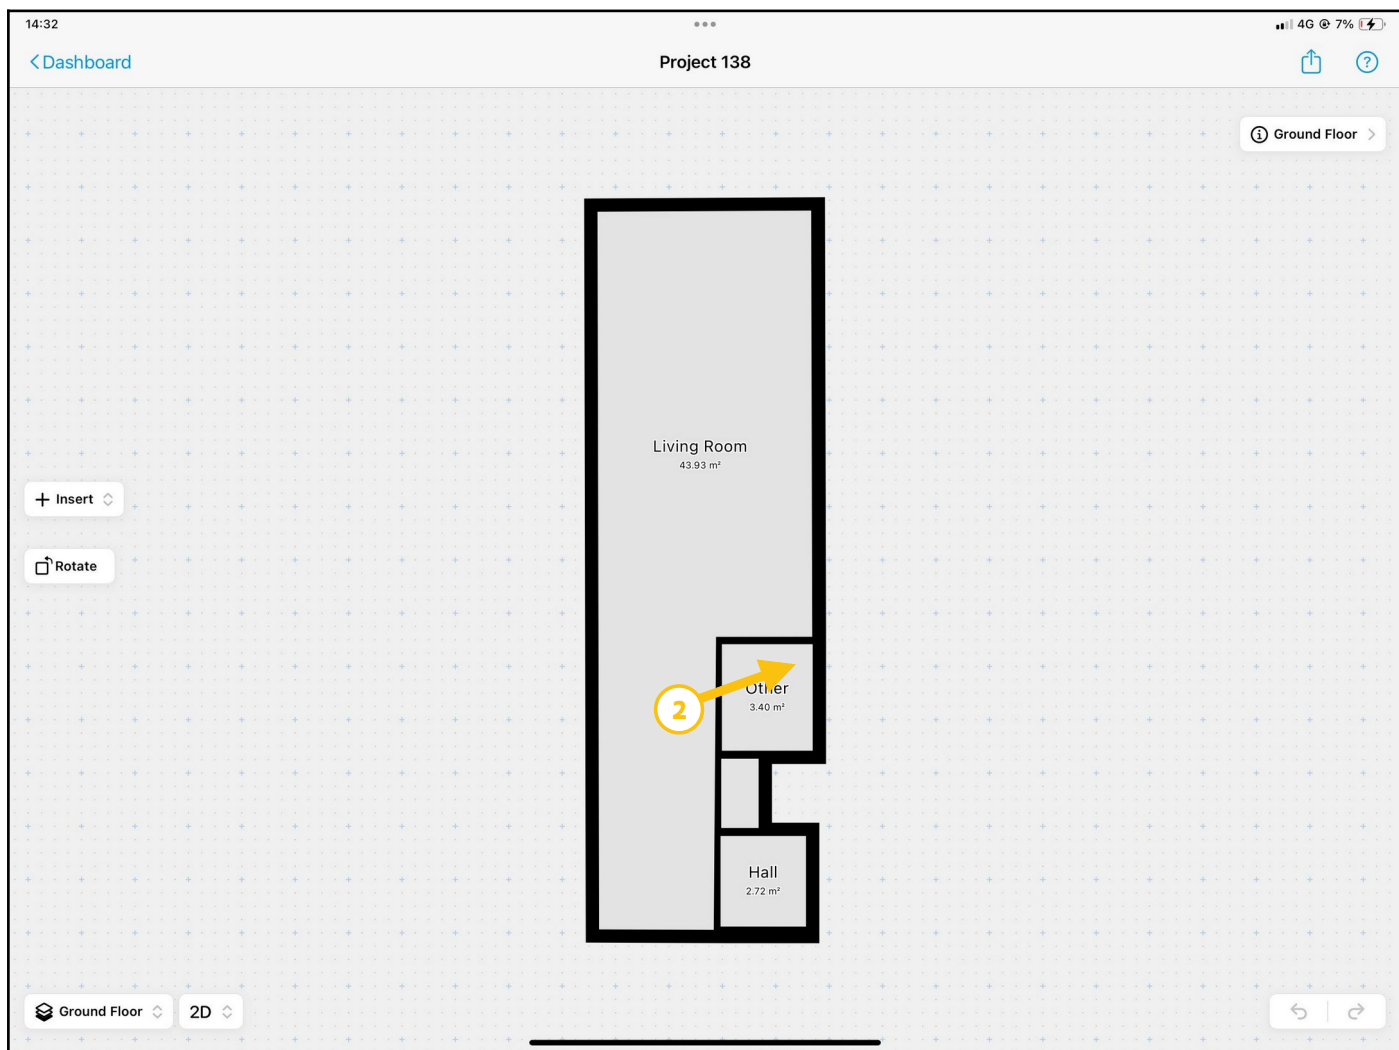 14:32
4G 7%
Dashboard
Project 138
?
Ground Floor
Living Room
43.93 m²
+ Insert
Rotate
Other
3.40 m²
2
Hall
2.72 m²
Ground Floor
2D